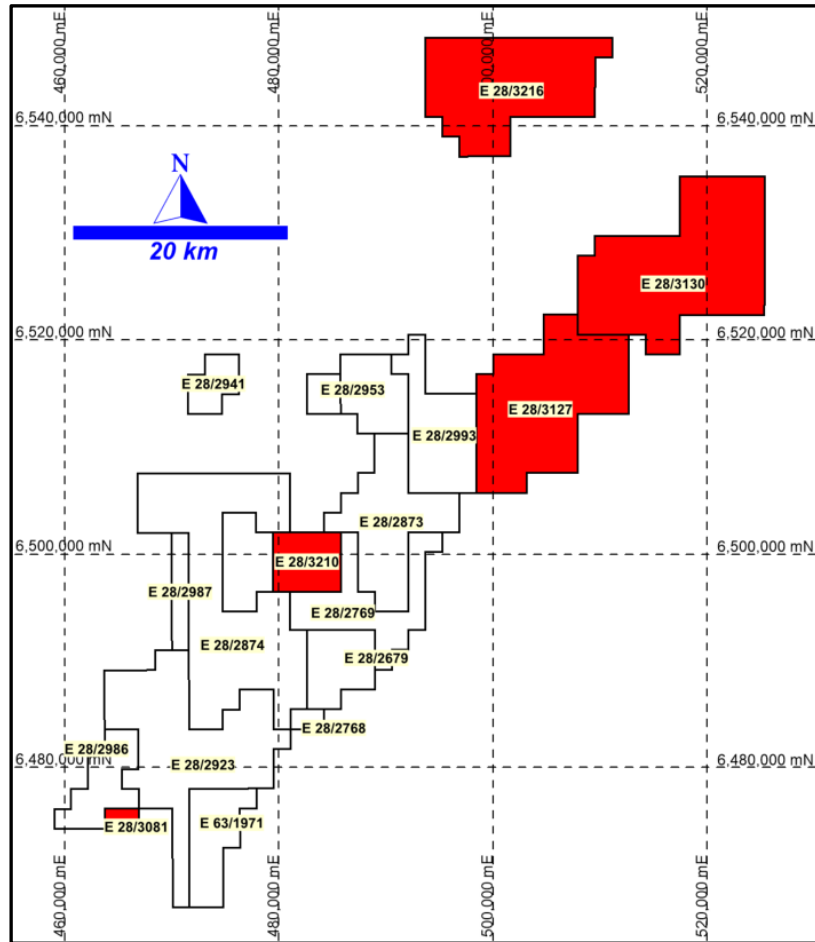 460,000 mE
480,000 mE
500,000 mE
520,000 mE
E 28/3216
6,540,000 mN
6,540,000 mN
N
20 km
E 28/3130
6,520,000 mN
6,520,000 mN
E 28/2941
E 28/2953
E 28/3127
E 28/2993
E 28/2873
6,500,000 mN
6,500,000 mN
E 28/3210
E 28/2987
E 28/2769
E 28/2874
E 28/2679
E 28/2768
E 28/2986
6,480,000 mN
6,480,000 mN
E 28/2923
E 28/3081
E 63/1971
460,000 mE
480,000 mE
500,000 mE
520,000 mE